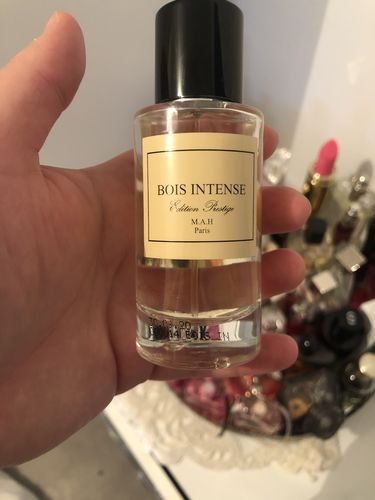 BOIS INTENSE
Edition Prestige
M.A.H
Paris